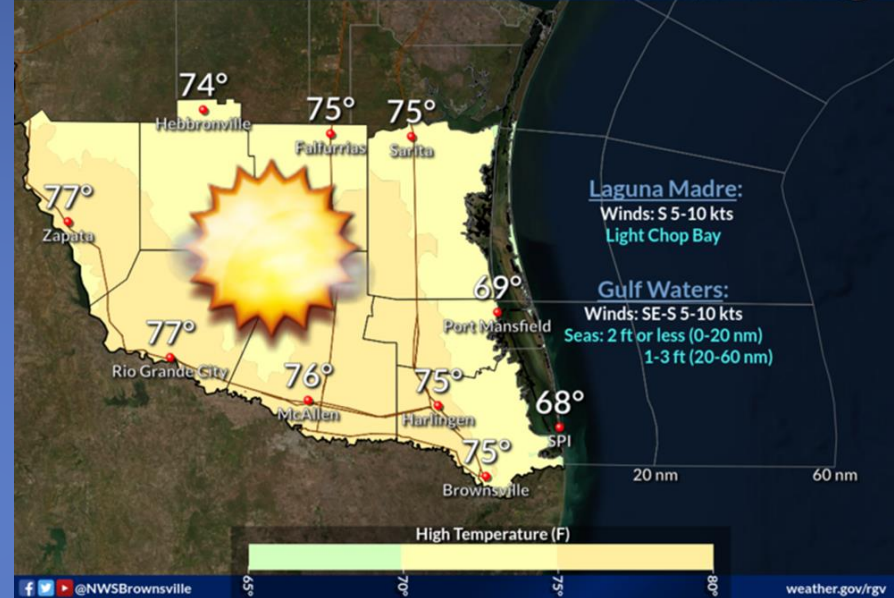 74°
Hebbronville
75°
Falfurrias
75°
Sarita
77°
Zapata
Laguna Madre:
Winds: S 5-10 kts
Light Chop Bay
69°
Port Mansfield
Gulf Waters:
Winds: SE-S 5-10 kts
Seas: 2 ft or less (0-20 nm)
1-3 ft (20-60 nm)
77°
Rio Grande City
76°
McAllen
75°
Harlingen
68°
SPI
75°
Brownsville
20 nm
60 nm
High Temperature (F)
65°
70°
75°
80°
@NWSBrownsville
weather.gov/rgv